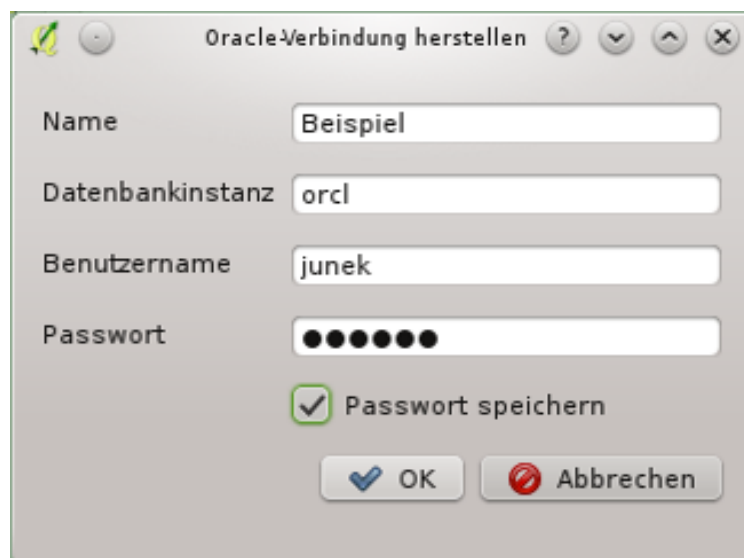 Oracle-Verbindung herstellen
Name Beispiel
Datenbankinstanz orcl
Benutzername junek
Passwort ●●●●●●
Passwort speichern
OK Abbrechen